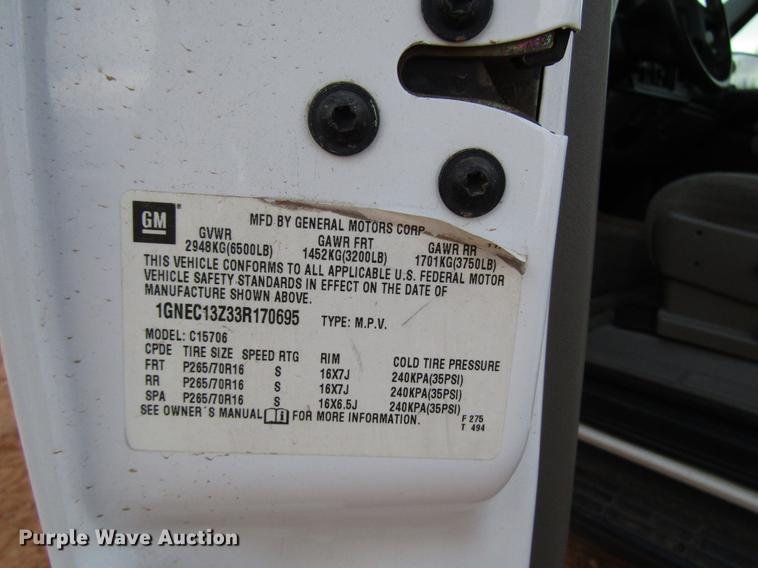 GM
MFD BY GENERAL MOTORS CORP
GVWR GAWR FRT GAWR RR
2948KG(6500LB) 1452KG(3200LB) 1701KG(3750LB)
THIS VEHICLE CONFORMS TO ALL APPLICABLE U.S. FEDERAL MOTOR
VEHICLE SAFETY STANDARDS IN EFFECT ON THE DATE OF
MANUFACTURE SHOWN ABOVE.
1GNEC13Z33R170695 TYPE: M.P.V.
MODEL: C15706
CPDE TIRE SIZE SPEED RTG RIM COLD TIRE PRESSURE
FRT P265/70R16 S 16X7J 240KPA(35PSI)
RR P265/70R16 S 16X7J 240KPA(35PSI)
SPA P265/70R16 S 16X6.5J 240KPA(35PSI)
SEE OWNER´S MANUAL FOR MORE INFORMATION.
F 275
T 494
Purple Wave Auction